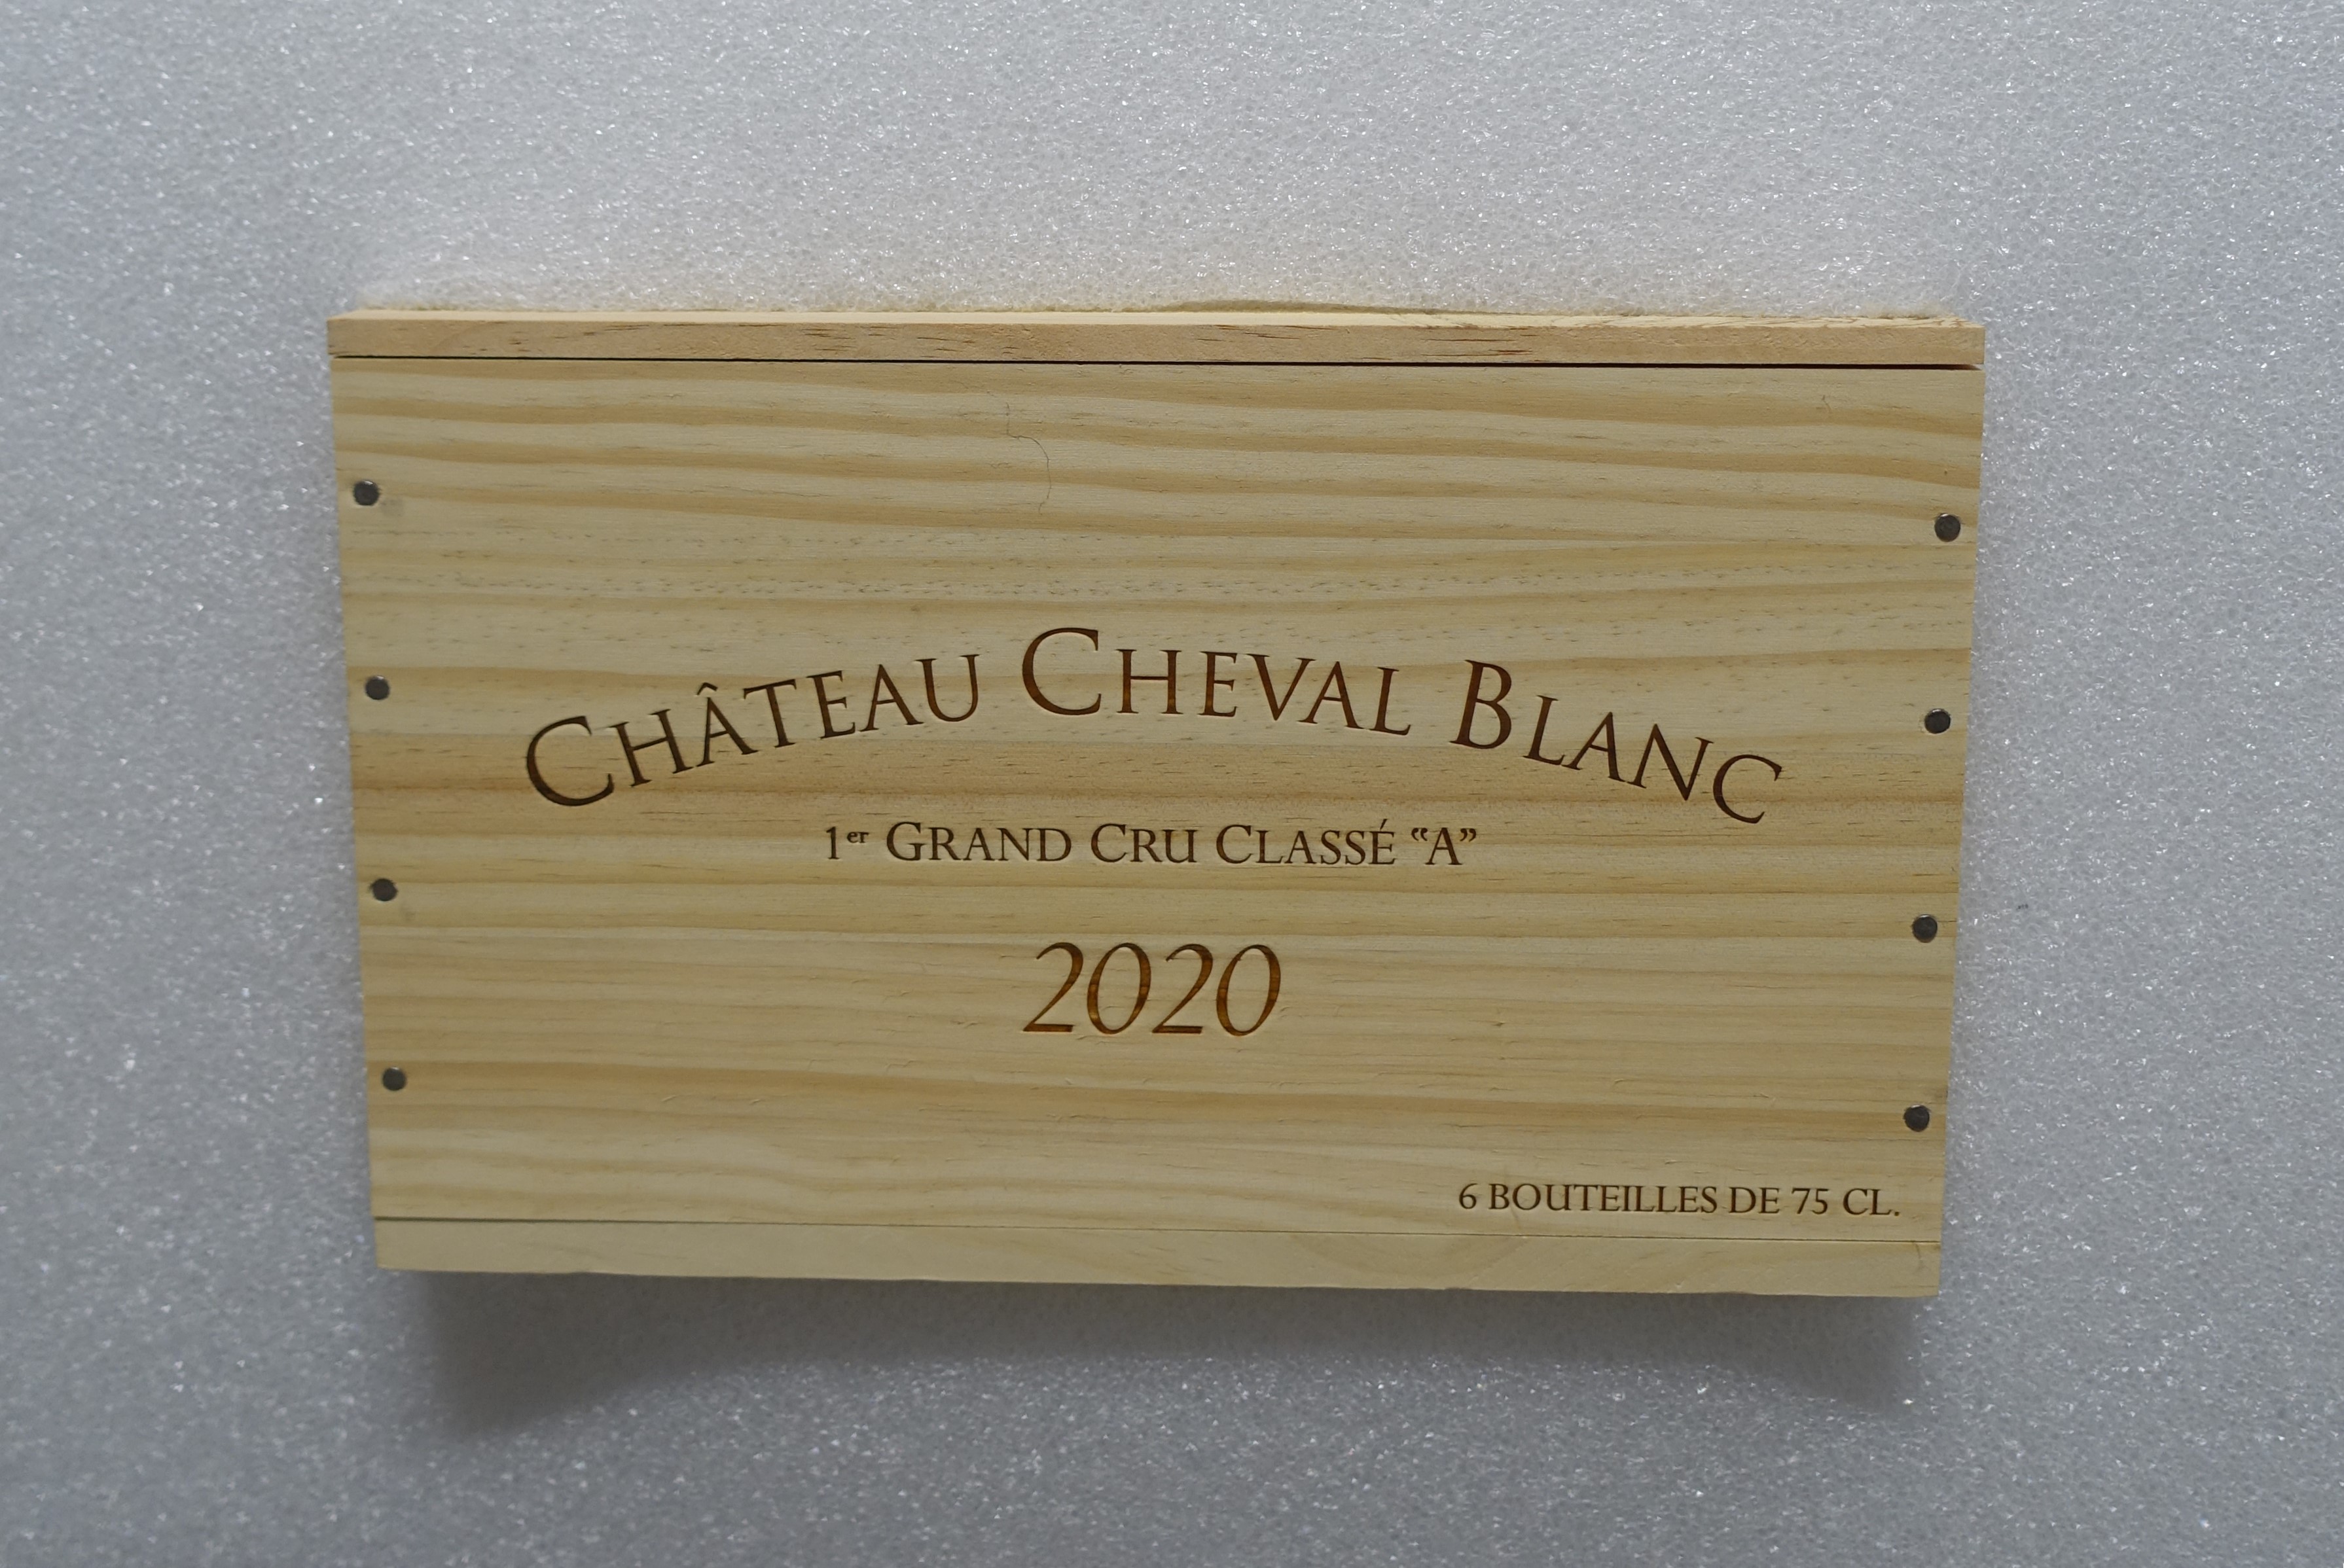 CHÂTEAU CHEVAL BLANC
1er GRAND CRU CLASSÉ "A"
2020
6 BOUTEILLES DE 75 CL.